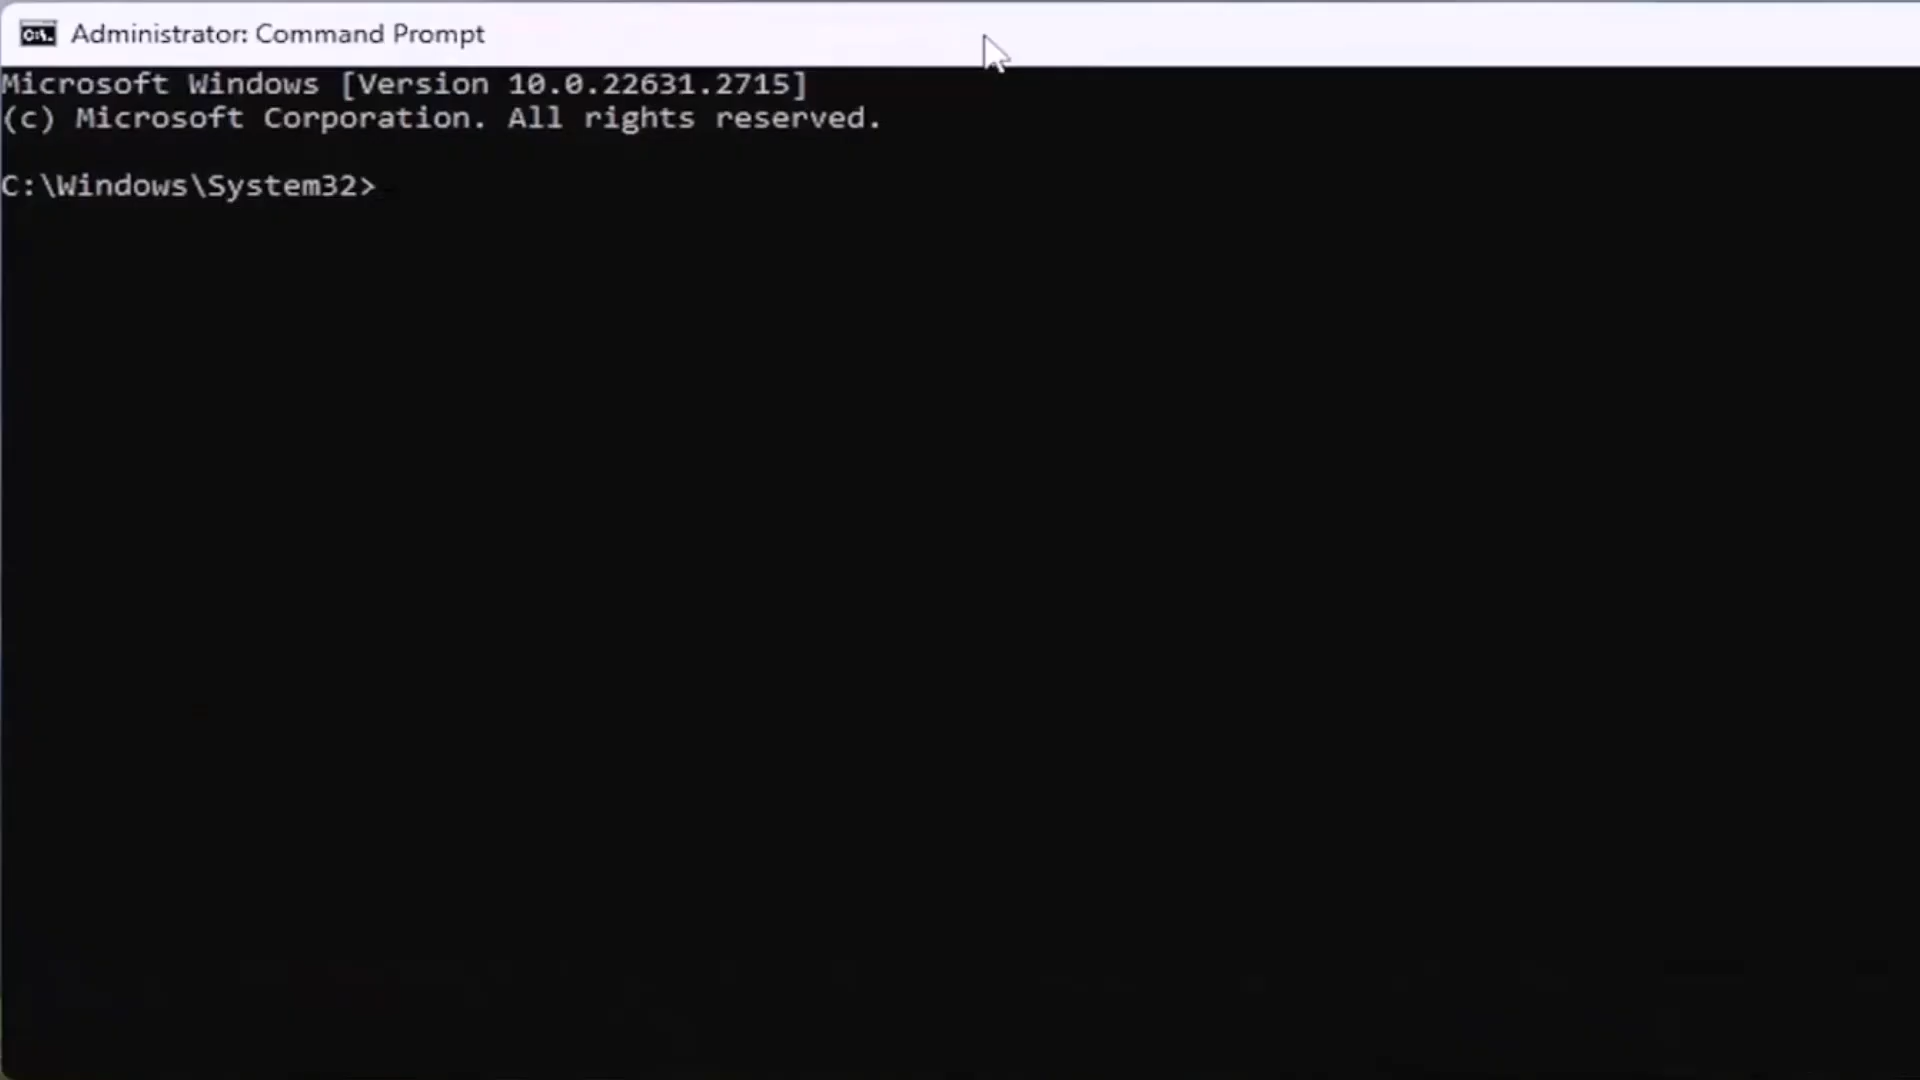 Administrator: Command Prompt
Microsoft Windows [Version 10.0.22631.2715]
(c) Microsoft Corporation. All rights reserved.
C:\Windows\System32>